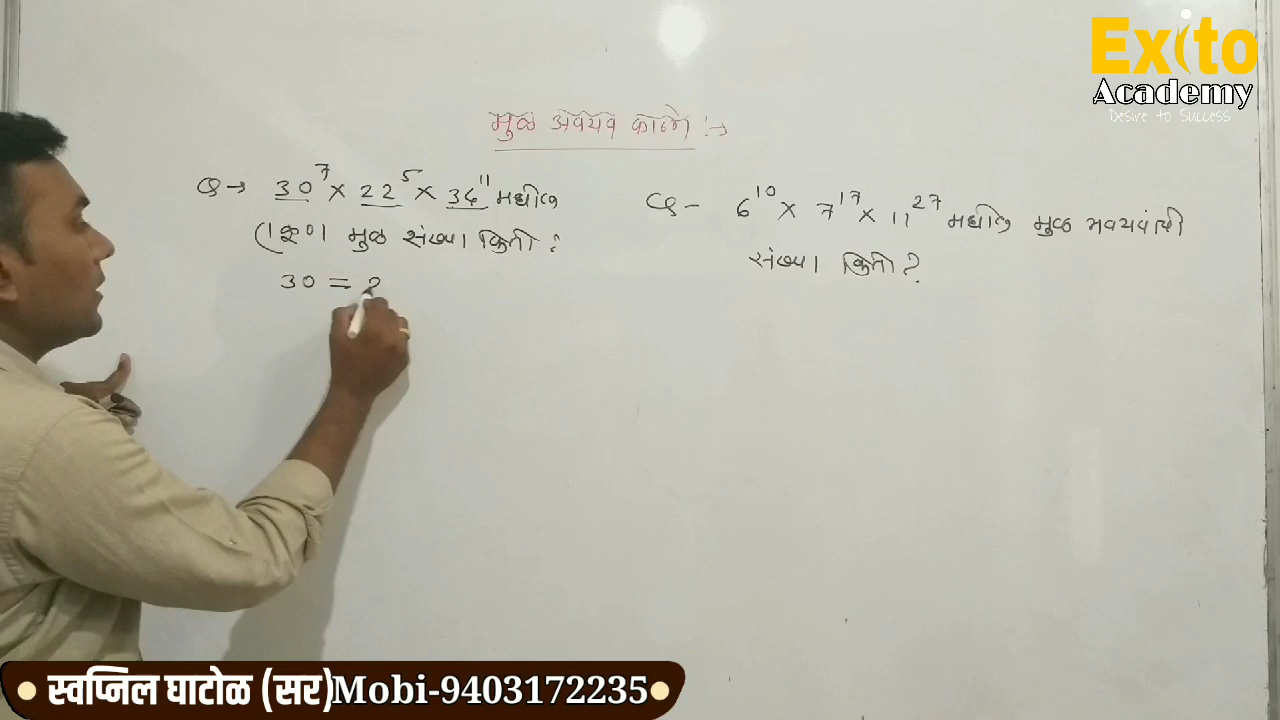 Exito
Academy
Desire to Success
मुळ अवयव काढणे :→
Q → 30⁷ × 22⁵ × 34¹¹ मधील
एकूण मुळ संख्या किती ?
30 = 2
Q - 6¹⁰ × 7¹⁷ × 11²⁷ मधील मुळ अवयवांची
संख्या किती ?
स्वप्निल घाटोळ (सर)Mobi-9403172235